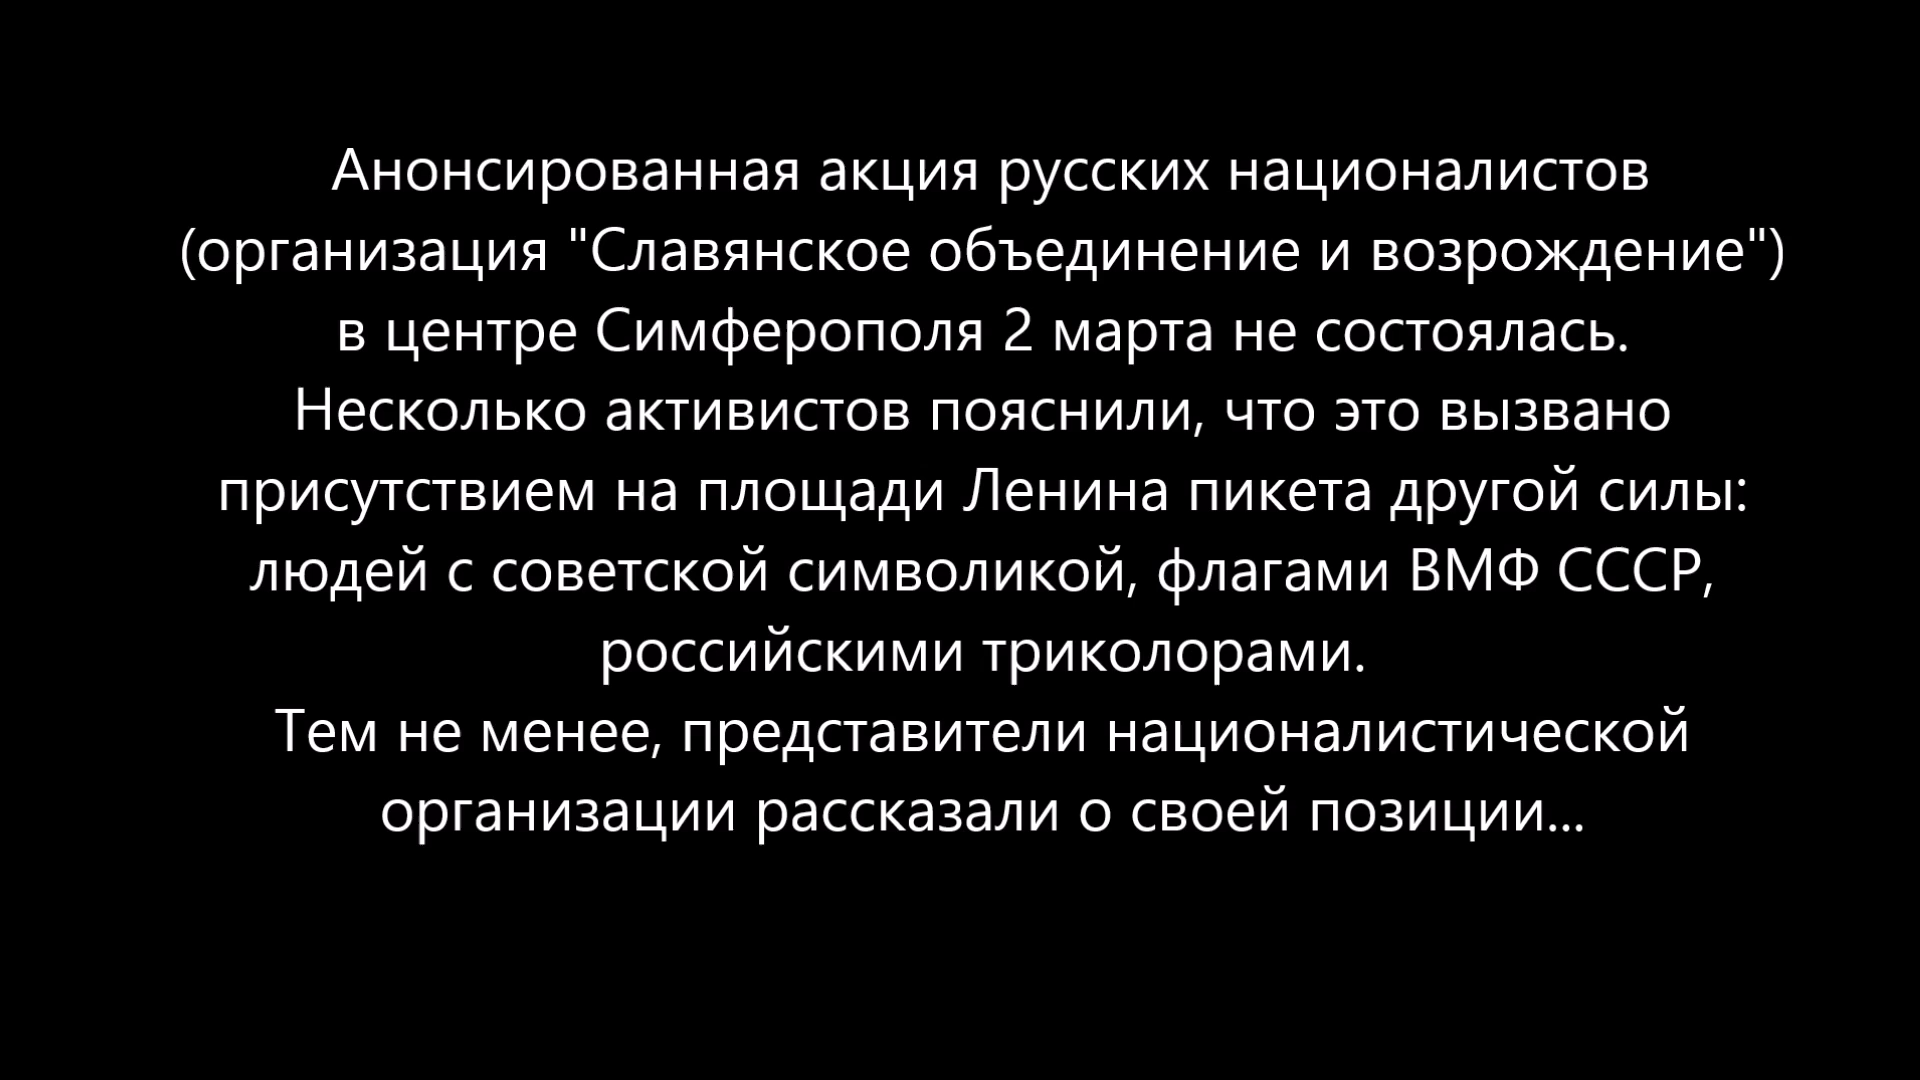 Анонсированная акция русских националистов
(организация "Славянское объединение и возрождение")
в центре Симферополя 2 марта не состоялась.
Несколько активистов пояснили, что это вызвано
присутствием на площади Ленина пикета другой силы:
людей с советской символикой, флагами ВМФ СССР,
российскими триколорами.
Тем не менее, представители националистической
организации рассказали о своей позиции...